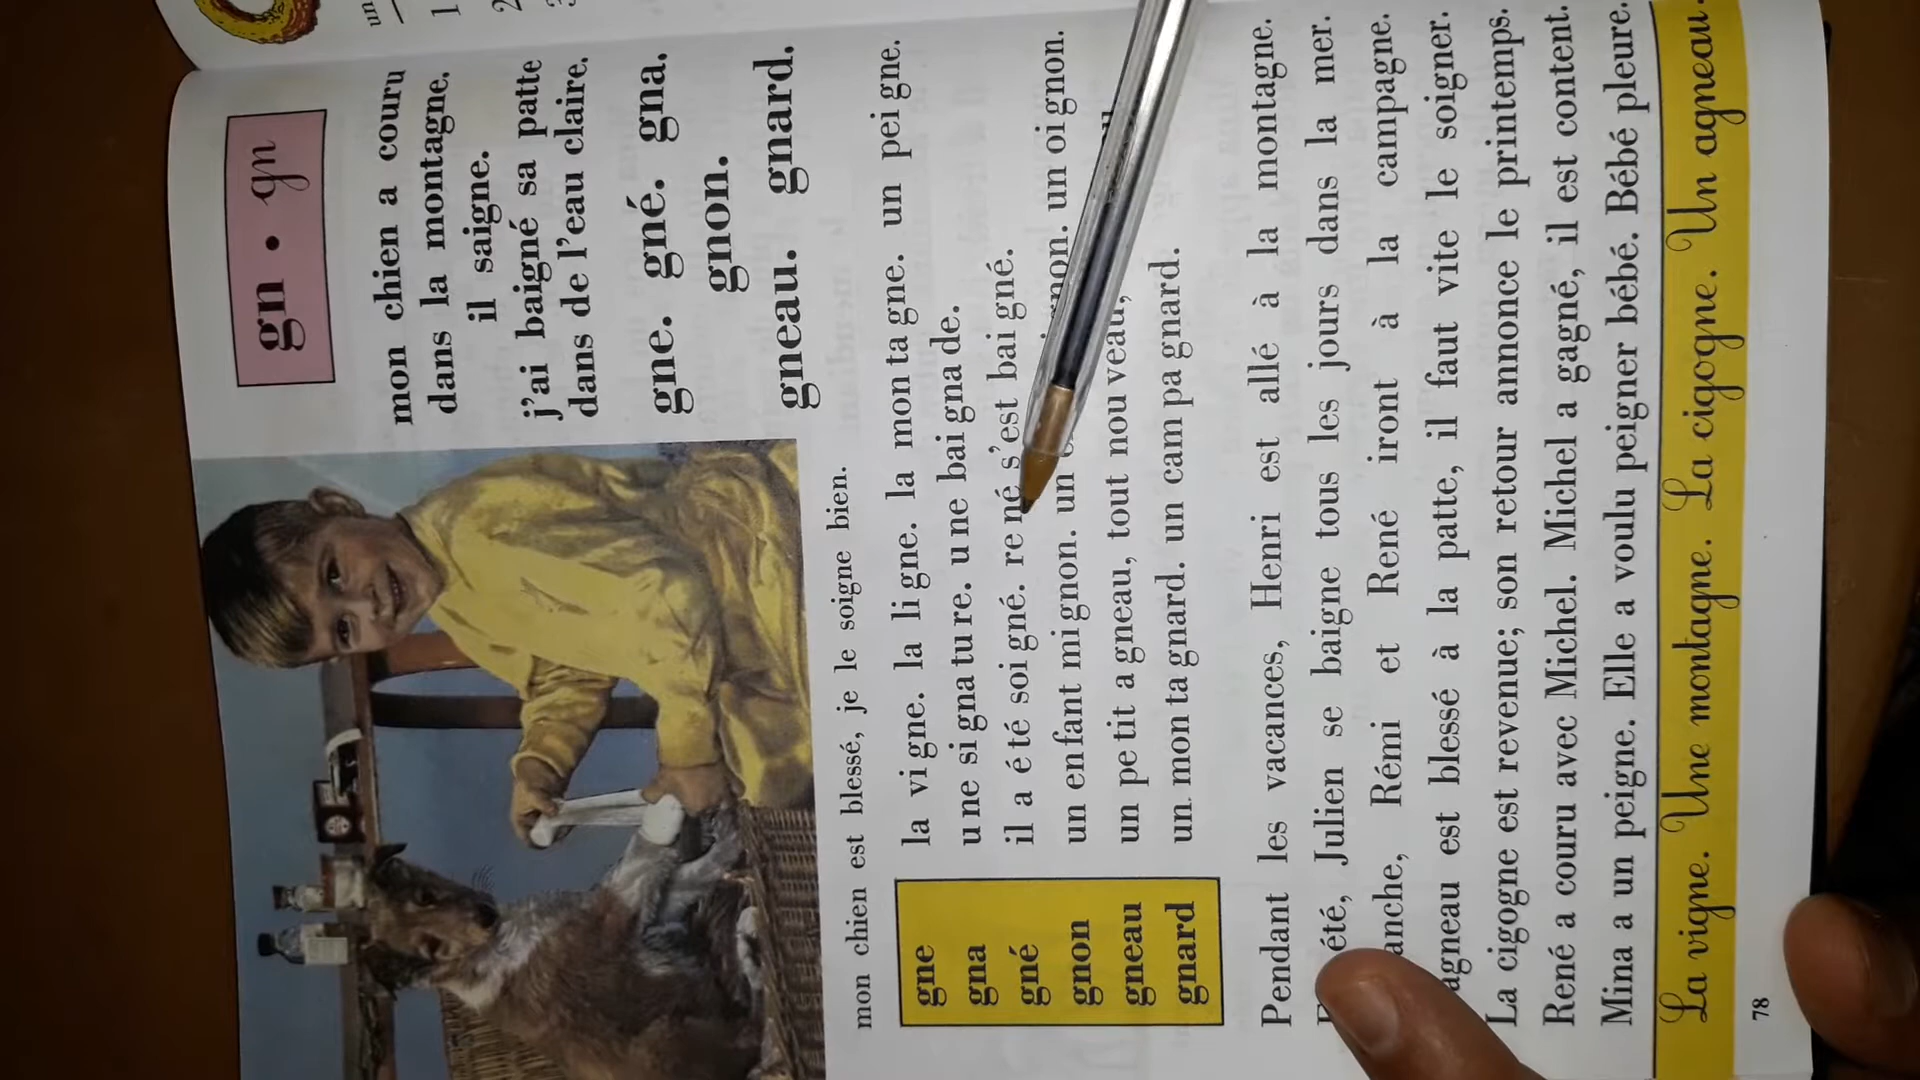 gn • gn
mon chien a couru
dans la montagne.
il saigne.
j'ai baigné sa patte
dans de l'eau claire.
gne. gné. gna.
gnon.
gneau. gnard.
mon chien est blessé, je le soigne bien.
gne
gna
gné
gnon
gneau
gnard
la vi gne. la li gne. la mon ta gne. un pei gne.
u ne si gna tu re. u ne bai gna de.
il a é té soi gné. re né s'est bai gné.
un en fant mi gnon. un oi gnon.
un pe tit a gneau, tout nou veau,
un mon ta gnard. un cam pa gnard.
Pendant les vacances, Henri est allé à la montagne.
été, Julien se baigne tous les jours dans la mer.
Rémi et René iront à la campagne.
agneau est blessé à la patte, il faut vite le soigner.
La cigogne est revenue; son retour annonce le printemps.
René a couru avec Michel. Michel a gagné, il est content.
Mina a un peigne. Elle a voulu peigner bébé. Bébé pleure.
La vigne. Une montagne. La cigogne. Un agneau.
78
un
1
2